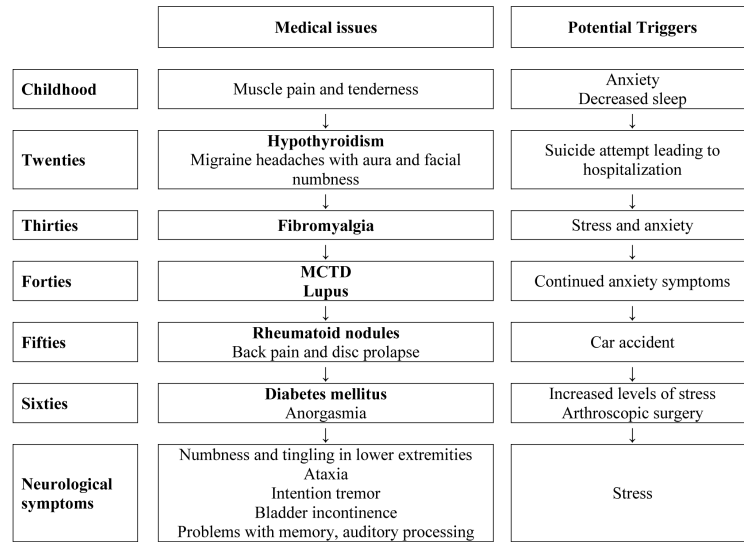 Medical issues
Potential Triggers
Childhood
Muscle pain and tenderness
Anxiety
Decreased sleep
↓ ↓
Twenties
Hypothyroidism
Migraine headaches with aura and facial
numbness
Suicide attempt leading to
hospitalization
↓ ↓
Thirties
Fibromyalgia
Stress and anxiety
↓ ↓
Forties
MCTD
Lupus
Continued anxiety symptoms
↓ ↓
Fifties
Rheumatoid nodules
Back pain and disc prolapse
Car accident
↓ ↓
Sixties
Diabetes mellitus
Anorgasmia
Increased levels of stress
Arthroscopic surgery
↓ ↓
Neurological
symptoms
Numbness and tingling in lower extremities
Ataxia
Intention tremor
Bladder incontinence
Problems with memory, auditory processing
Stress